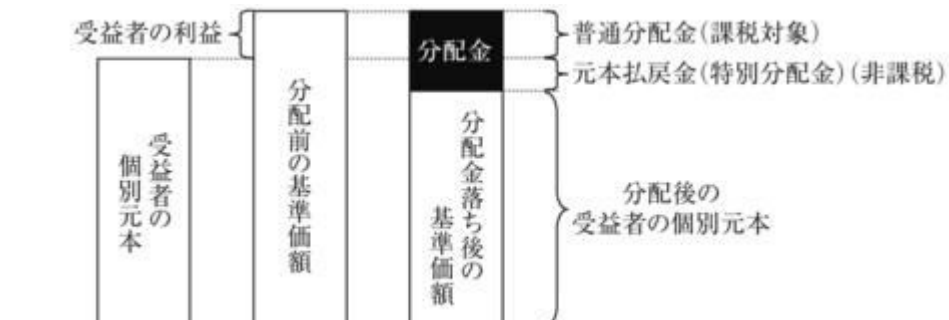 受益者の利益
分配金
普通分配金(課税対象)
元本払戻金(特別分配金)(非課税)
受益者の
個別元本
分配前の基準価額
分配金落ち後の
基準価額
分配後の
受益者の個別元本